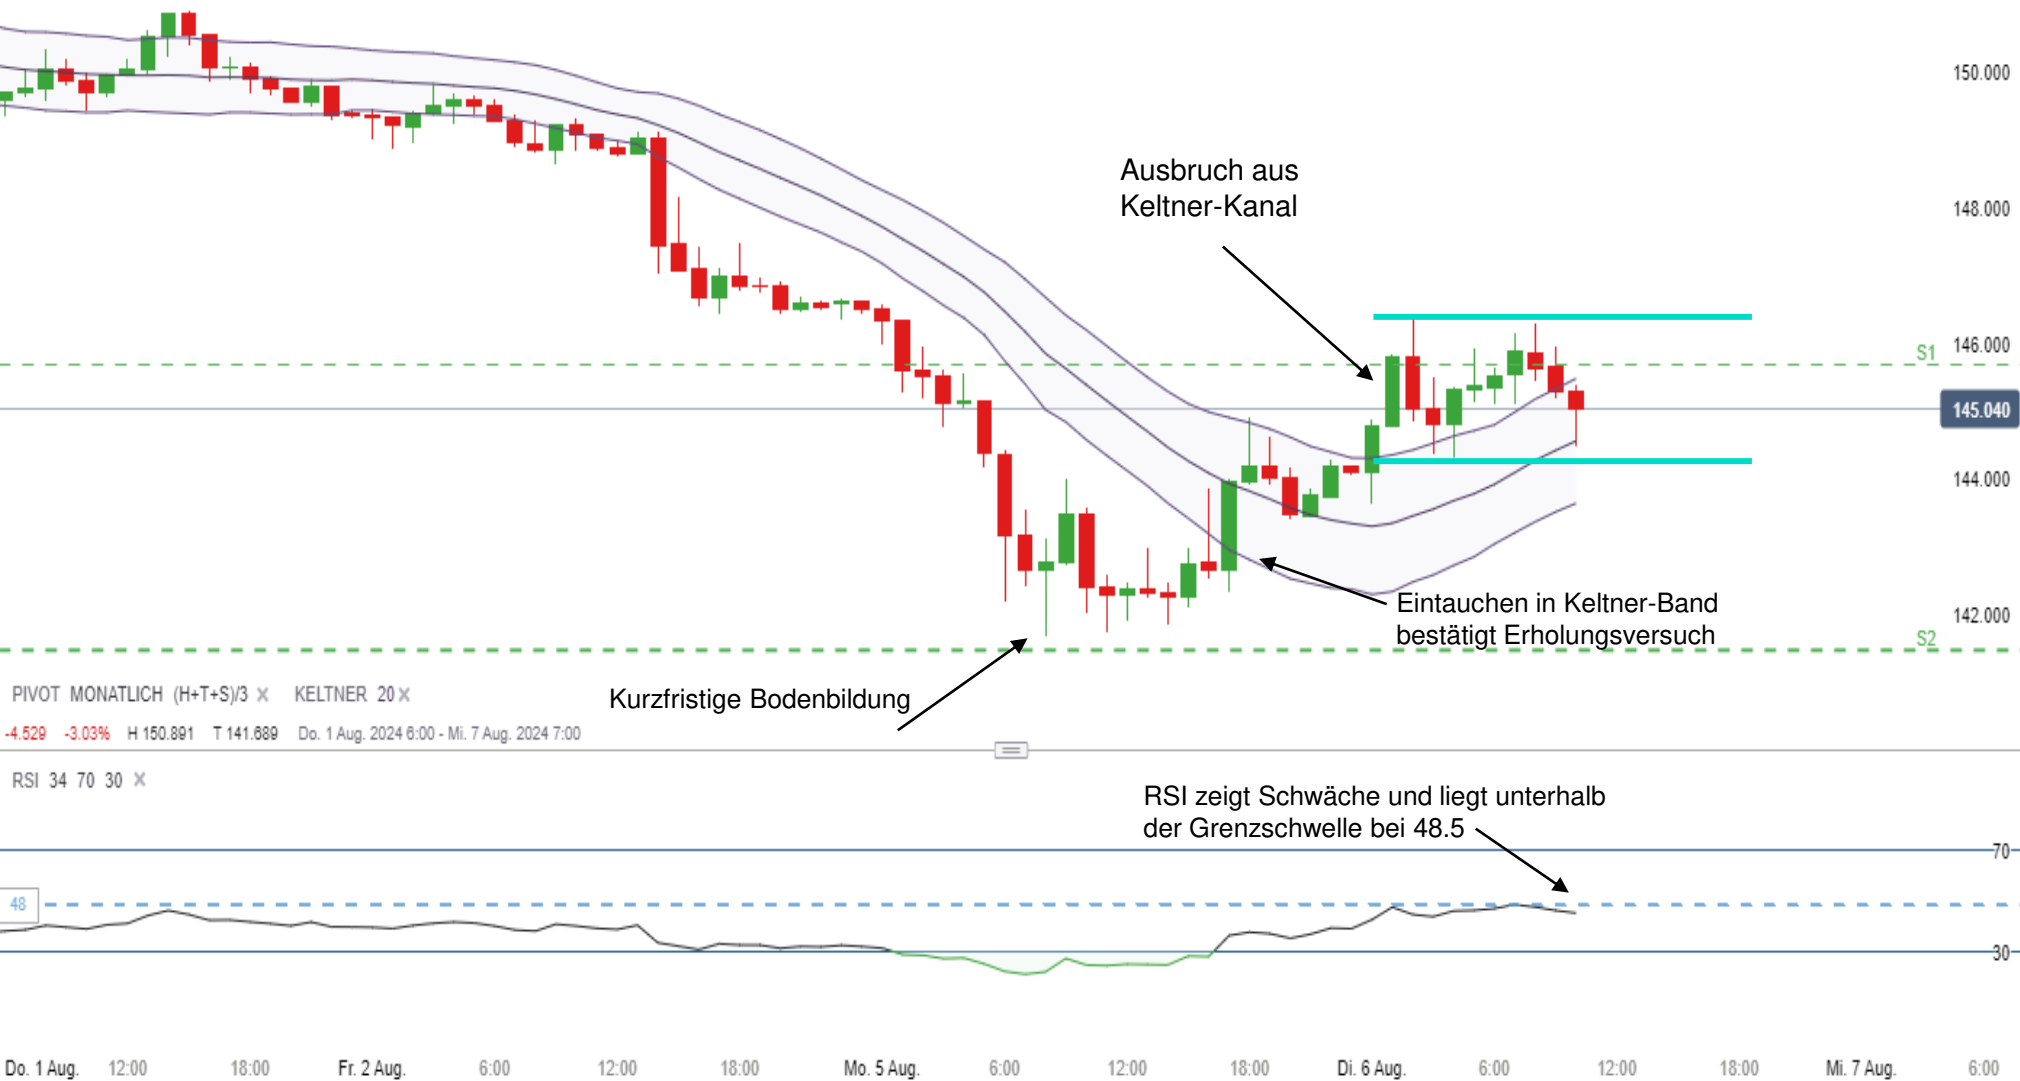 150.000
Ausbruch aus
Keltner-Kanal
148.000
S1
146.000
145.040
144.000
Eintauchen in Keltner-Band
bestätigt Erholungsversuch
142.000
S2
Kurzfristige Bodenbildung
PIVOT MONATLICH (H+T+S)/3 X KELTNER 20 X
-4.529 -3.03% H 150.891 T 141.689 Do. 1 Aug. 2024 6:00 - Mi. 7 Aug. 2024 7:00
RSI 34 70 30 X
RSI zeigt Schwäche und liegt unterhalb
der Grenzschwelle bei 48.5
70
48
30
Do. 1 Aug. 12:00 18:00 Fr. 2 Aug. 6:00 12:00 18:00 Mo. 5 Aug. 6:00 12:00 18:00 Di. 6 Aug. 6:00 12:00 18:00 Mi. 7 Aug. 6:00